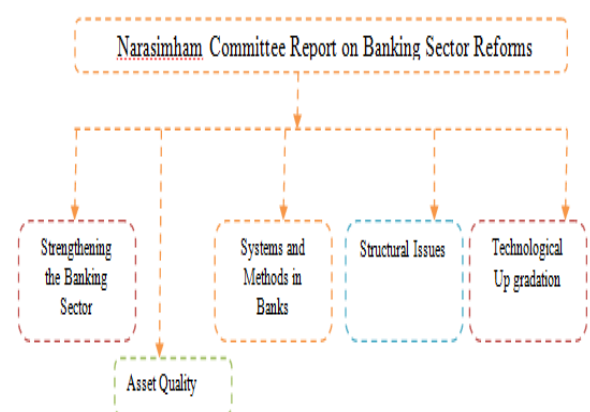 Narasimham Committee Report on Banking Sector Reforms
Strengthening
the Banking
Sector
Systems and
Methods in
Banks
Structural Issues
Technological
Up gradation
Asset Quality